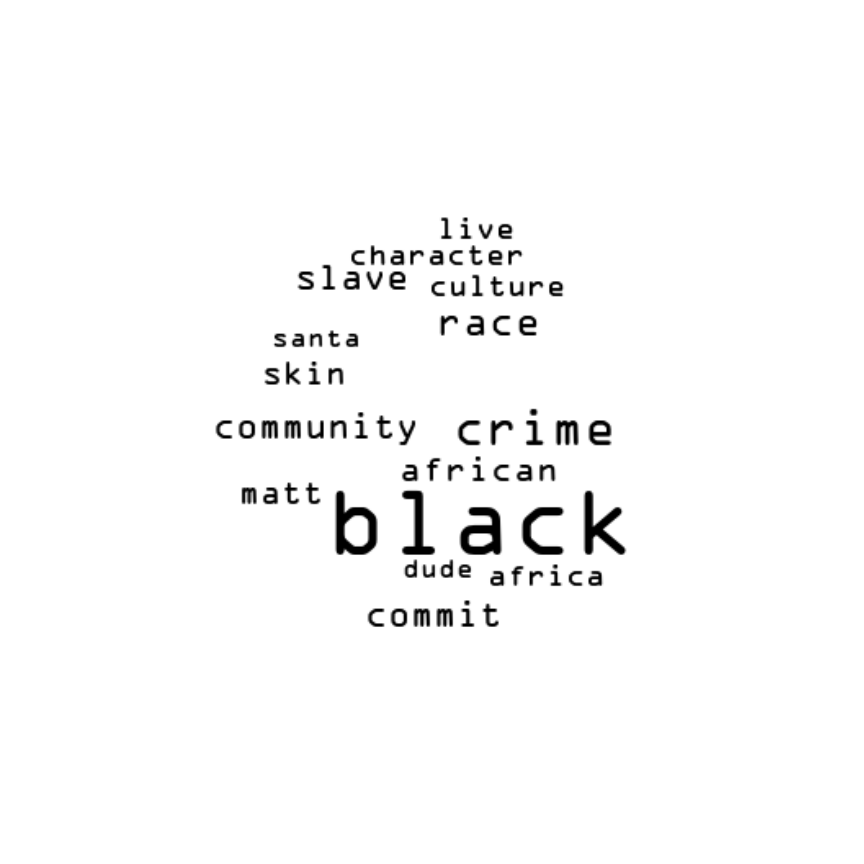 live
character
slave culture
race
santa
skin
community crime
african
matt black
dude africa
commit